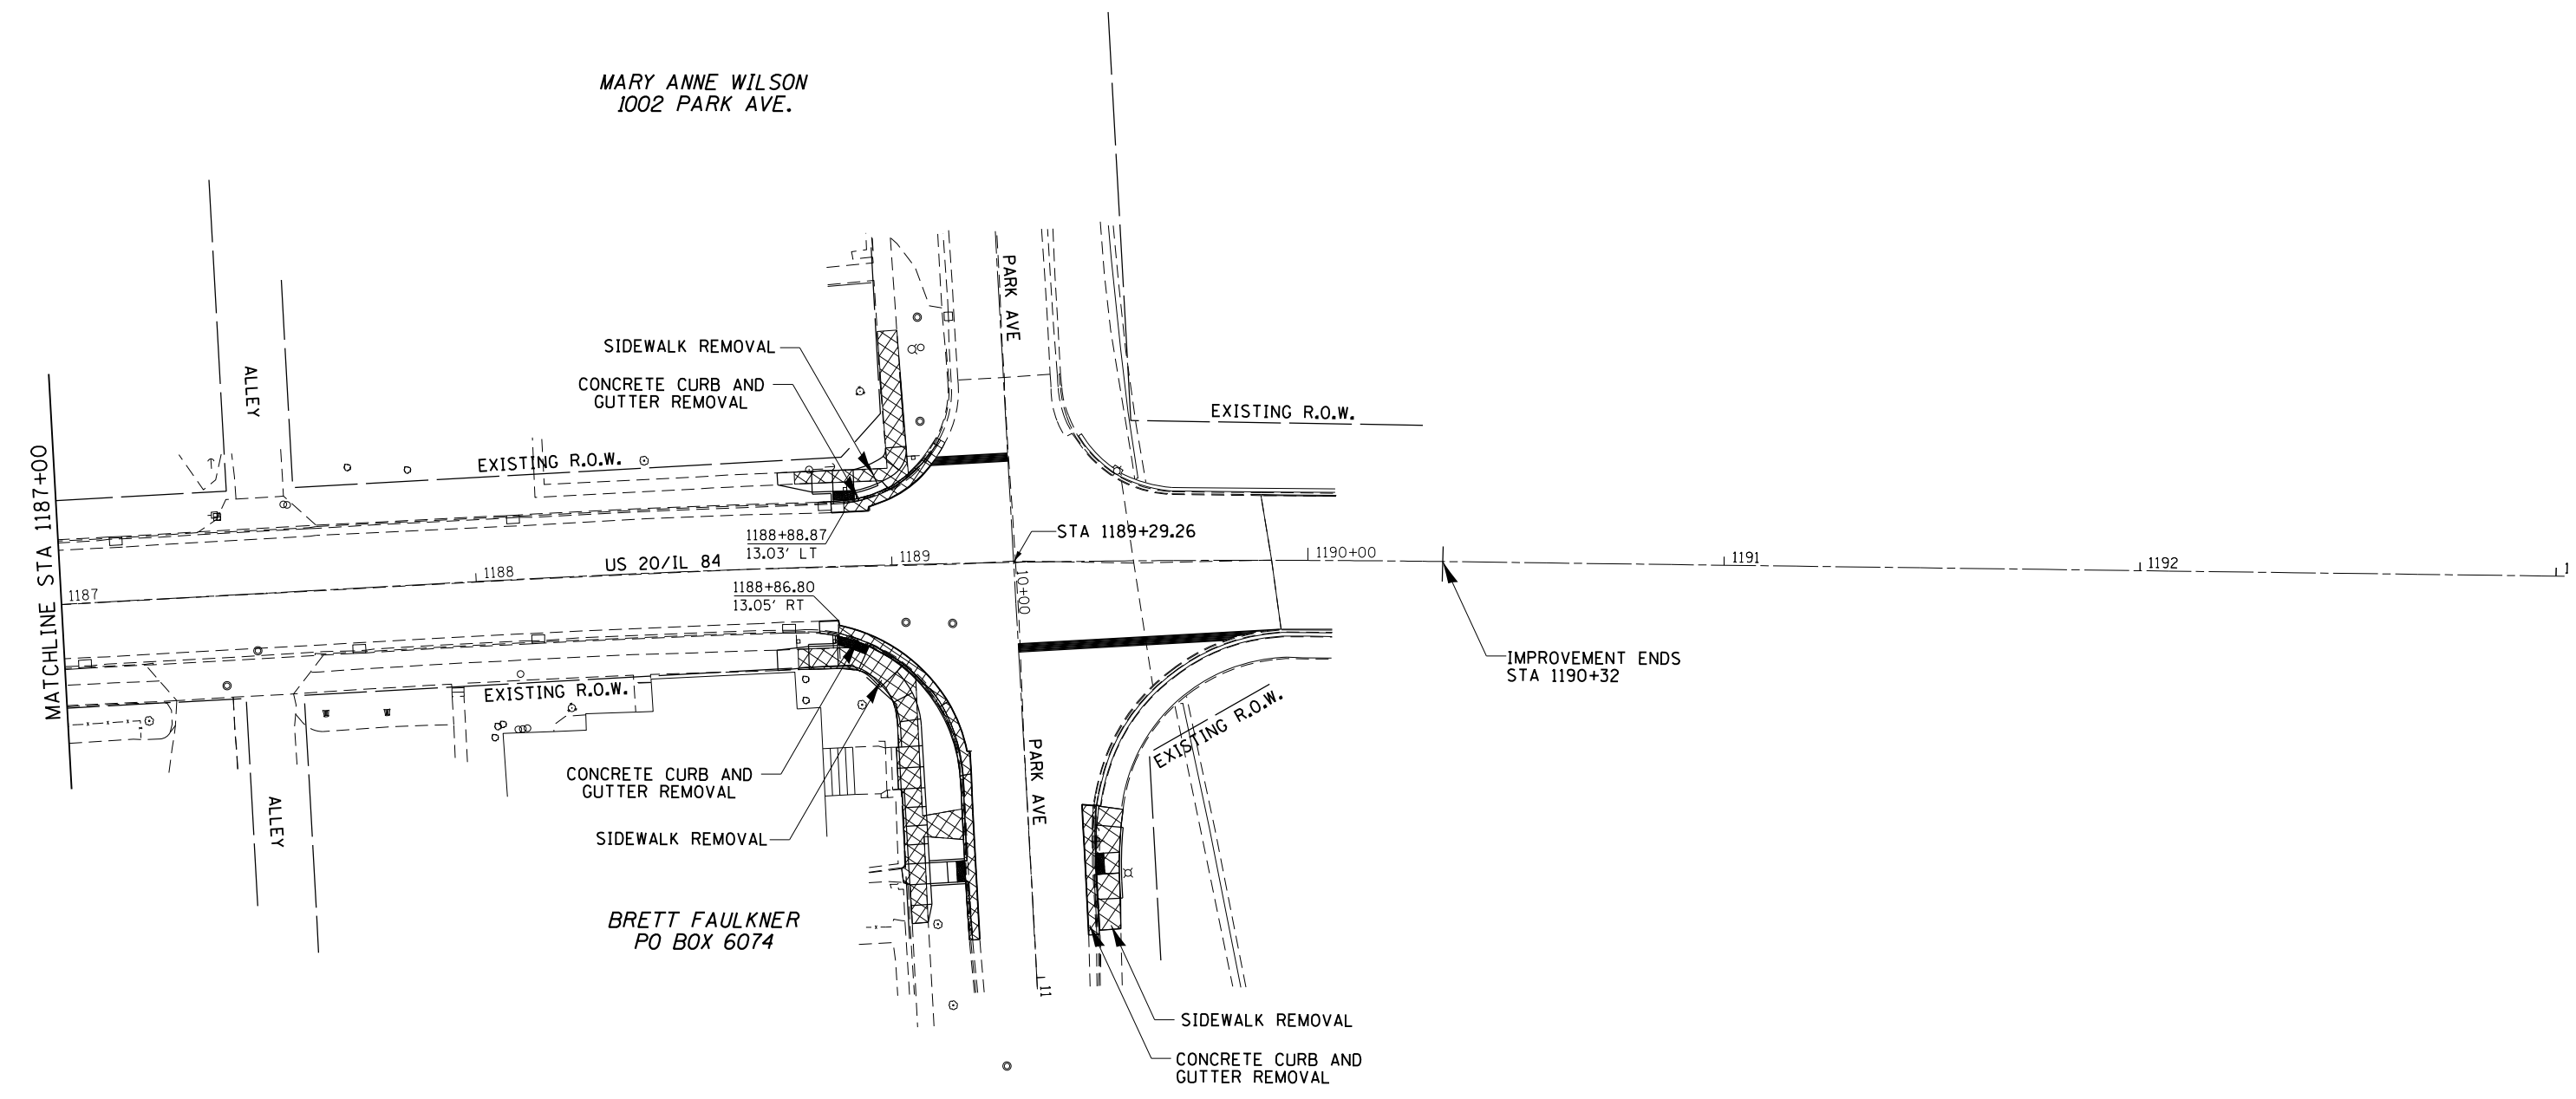 MARY ANNE WILSON
1002 PARK AVE.
PARK AVE
SIDEWALK REMOVAL
CONCRETE CURB AND
GUTTER REMOVAL
ALLEY
EXISTING R.O.W.
EXISTING R.O.W.
MATCHLINE STA 1187+00
1188+88.87
13.03' LT
STA 1189+29.26
1187
1188
US 20/IL 84
1189
1190+00
1191
1192
1
10+00
1188+86.80
13.05' RT
IMPROVEMENT ENDS
STA 1190+32
EXISTING R.O.W.
EXISTING R.O.W.
PARK AVE
CONCRETE CURB AND
GUTTER REMOVAL
ALLEY
SIDEWALK REMOVAL
BRETT FAULKNER
PO BOX 6074
11
SIDEWALK REMOVAL
CONCRETE CURB AND
GUTTER REMOVAL